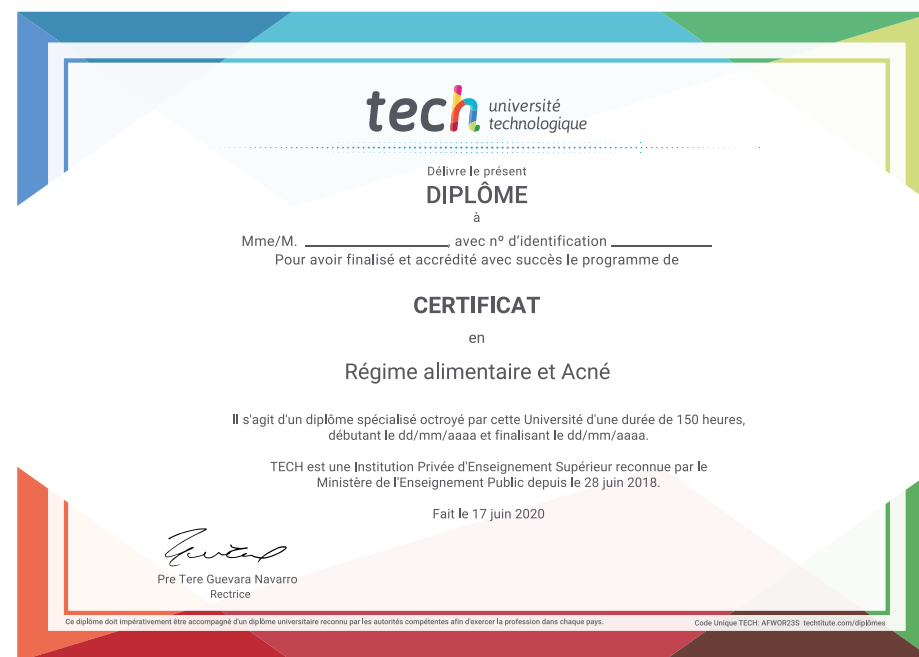 tech université
technologique
Délivre le présent
DIPLÔME
à
Mme/M. ____________, avec nº d'identification ____________
Pour avoir finalisé et accrédité avec succès le programme de
CERTIFICAT
en
Régime alimentaire et Acné
Il s'agit d'un diplôme spécialisé octroyé par cette Université d'une durée de 150 heures,
débutant le dd/mm/aaaa et finalisant le dd/mm/aaaa.
TECH est une Institution Privée d'Enseignement Supérieur reconnue par le
Ministère de l'Enseignement Public depuis le 28 juin 2018.
Fait le 17 juin 2020
Pre Tere Guevara Navarro
Rectrice
Ce diplôme doit impérativement être accompagné d'un diplôme universitaire reconnu par les autorités compétentes afin d'exercer la profession dans chaque pays.
Code Unique TECH: AFWOR23S techtitute.com/diplômes